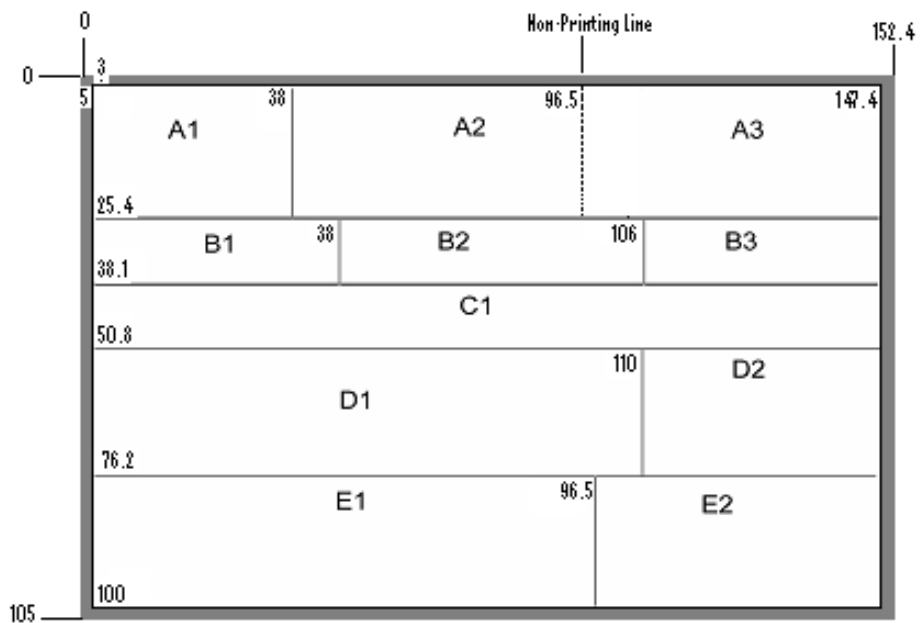 0 Non-Printing Line 152.4
0 3
5 38 96.5 147.4
A1 A2 A3
25.4
B1 38 B2 106 B3
38.1
C1
50.8
110 D2
D1
76.2
E1 96.5 E2
100
105